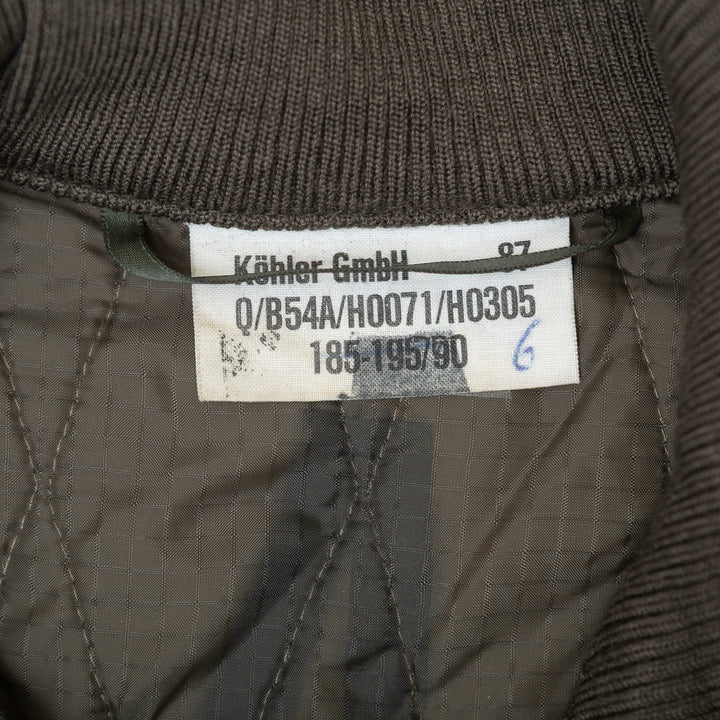 Köhler GmbH 87
Q/B54A/H0071/H0305
185-195/90 6